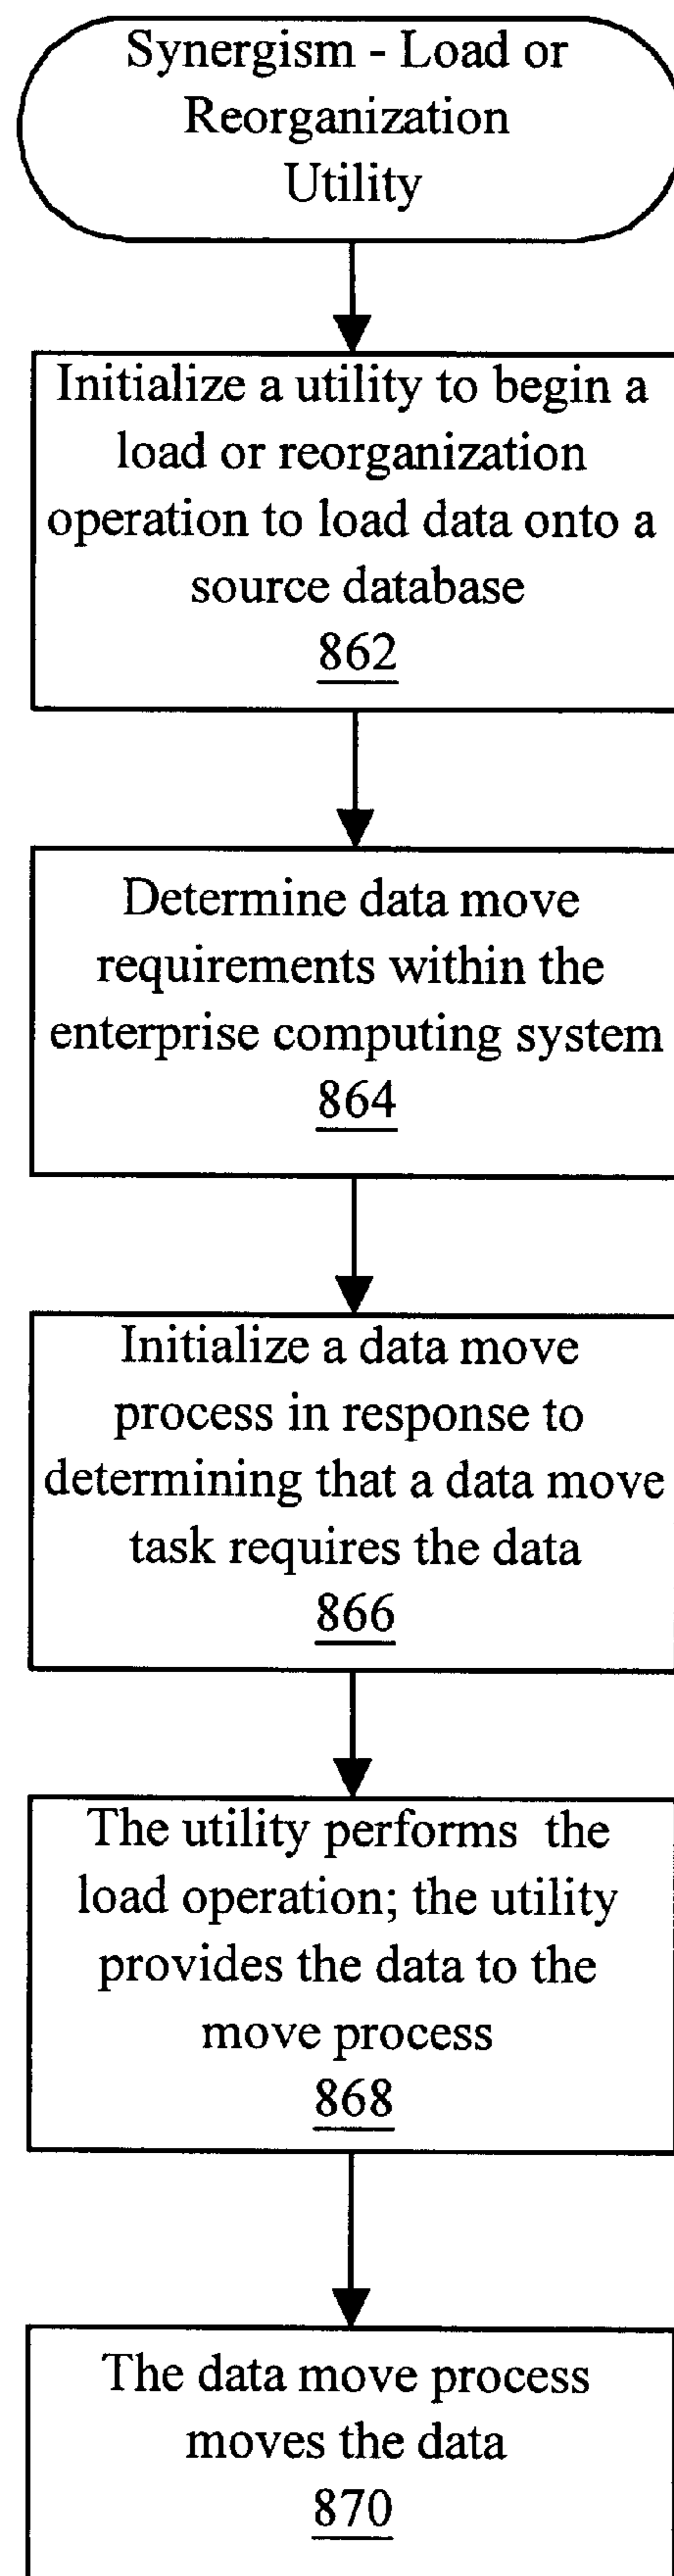 Synergism - Load or
Reorganization
Utility
Initialize a utility to begin a
load or reorganization
operation to load data onto a
source database
862
Determine data move
requirements within the
enterprise computing system
864
Initialize a data move
process in response to
determining that a data move
task requires the data
866
The utility performs the
load operation; the utility
provides the data to the
move process
868
The data move process
moves the data
870